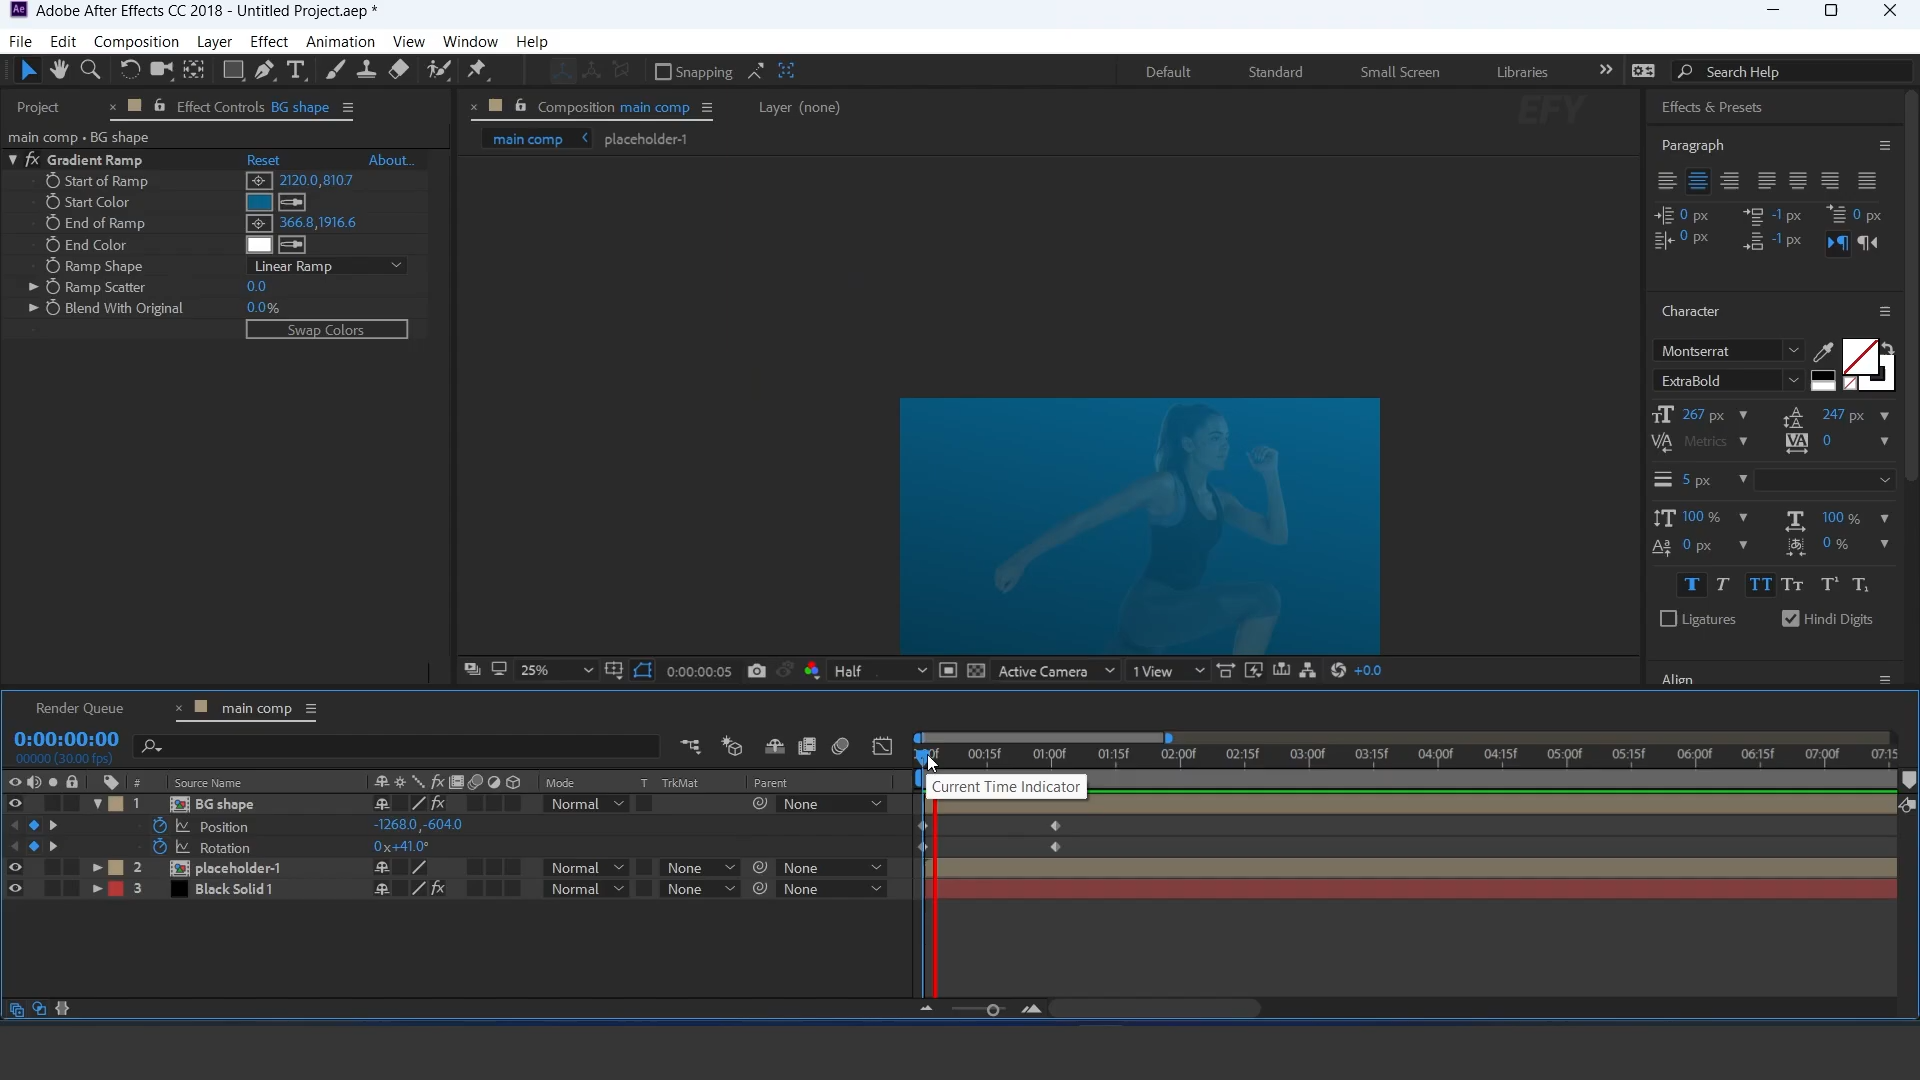 Ae Adobe After Effects CC 2018 - Untitled Project.aep *
File Edit Composition Layer Effect Animation View Window Help
T Snapping Default Standard Small Screen Libraries Search Help
Project × Effect Controls BG shape × Composition main comp Layer (none) EFY Effects & Presets
main comp • BG shape
main comp placeholder-1
fx Gradient Ramp Reset About...
Start of Ramp 2120.0,810.7
Start Color
End of Ramp 366.8,1916.6
End Color
Ramp Shape Linear Ramp
Ramp Scatter 0.0
Blend With Original 0.0%
Swap Colors
Paragraph
0 px -1 px 0 px
0 px -1 px
Character
Montserrat
ExtraBold
267 px 247 px
Metrics 0
5 px
100 % 100 %
0 px 0 %
T T TT Tт T¹ T₁
Ligatures Hindi Digits
Align
25% 0:00:00:05 Half Active Camera 1 View +0.0
Render Queue × main comp
0:00:00:00
00000 (30.00 fps)
00:15f 01:00f 01:15f 02:00f 02:15f 03:00f 03:15f 04:00f 04:15f 05:00f 05:15f 06:00f 06:15f 07:00f 07:15
# Source Name Mode T TrkMat Parent
Current Time Indicator
1 BG shape fx Normal None
Position -1268.0,-604.0
Rotation 0x+41.0°
2 placeholder-1 Normal None None
3 Black Solid 1 fx Normal None None